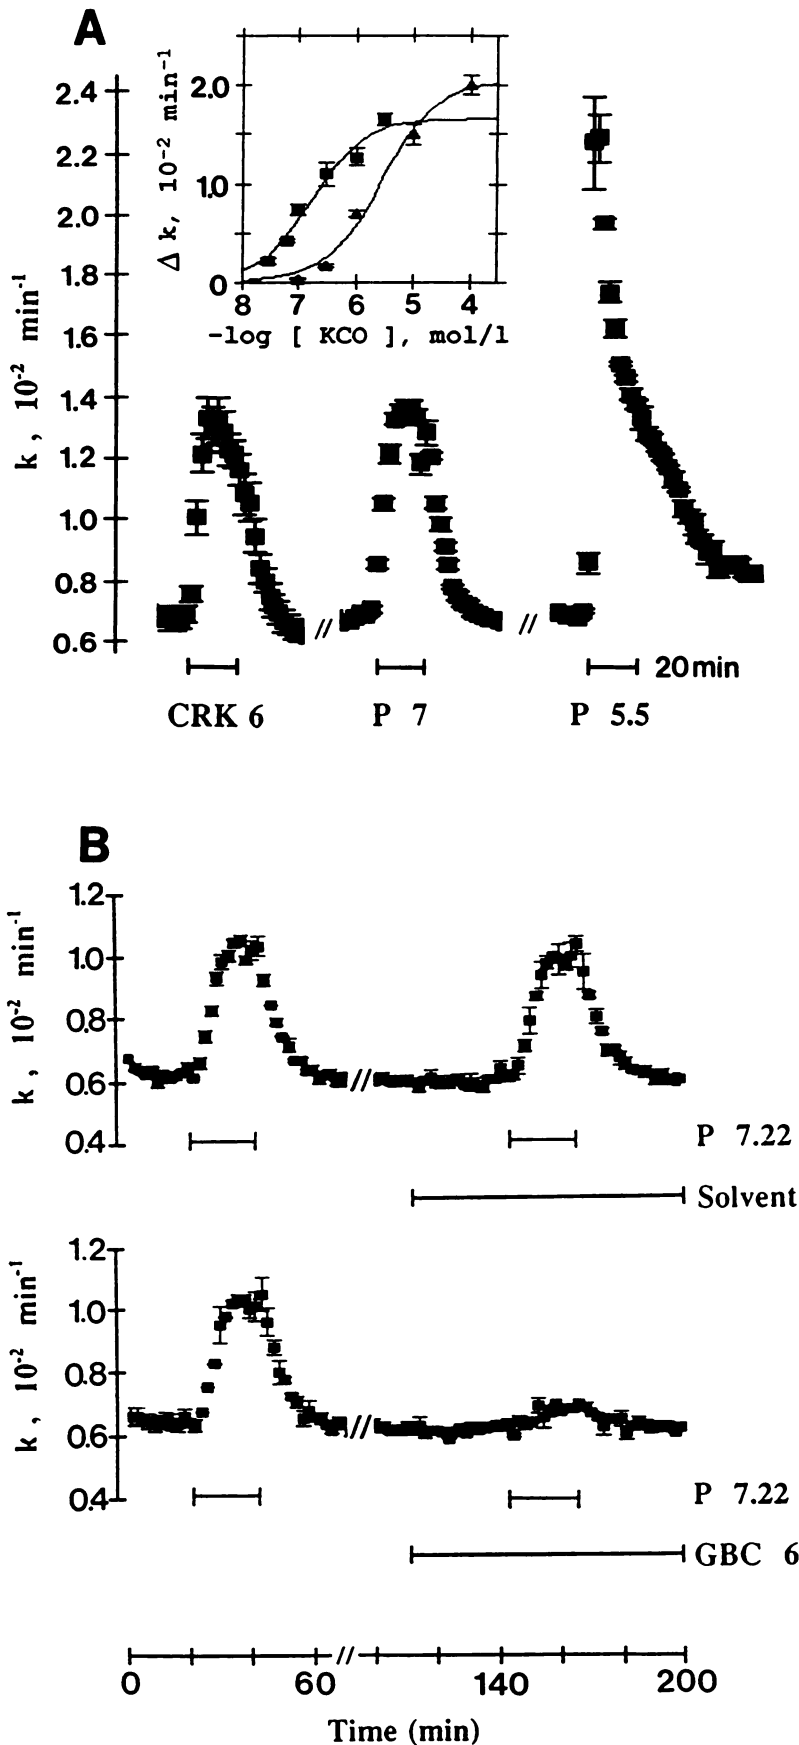 A
Δ k, 10⁻² min⁻¹
2.0
1.0
0
8 7 6 5 4
-log [ KCO ], mol/l
k , 10⁻² min⁻¹
2.4
2.2
2.0
1.8
1.6
1.4
1.2
1.0
0.8
0.6
// //
20 min
CRK 6 P 7 P 5.5
B
k , 10⁻² min⁻¹
1.2
1.0
0.8
0.6
0.4
//
P 7.22
Solvent
k , 10⁻² min⁻¹
1.2
1.0
0.8
0.6
0.4
//
P 7.22
GBC 6
//
0 60 140 200
Time (min)